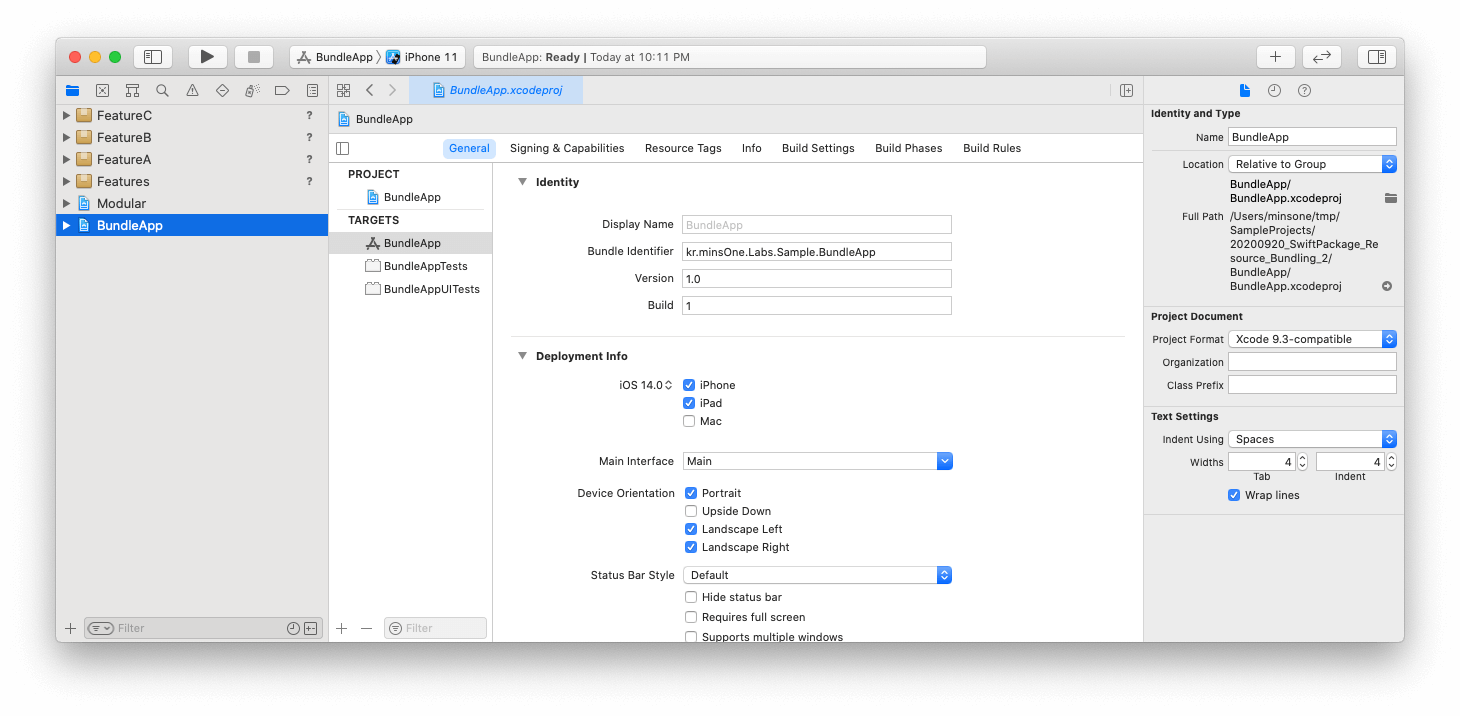 BundleApp
iPhone 11
BundleApp: Ready | Today at 10:11 PM
BundleApp.xcodeproj
FeatureC ?
FeatureB ?
FeatureA ?
Features ?
Modular
BundleApp
Filter
BundleApp
General Signing & Capabilities Resource Tags Info Build Settings Build Phases Build Rules
PROJECT
BundleApp
TARGETS
BundleApp
BundleAppTests
BundleAppUITests
Filter
Identity
Display Name BundleApp
Bundle Identifier kr.minsOne.Labs.Sample.BundleApp
Version 1.0
Build 1
Deployment Info
iOS 14.0 iPhone
iPad
Mac
Main Interface Main
Device Orientation Portrait
Upside Down
Landscape Left
Landscape Right
Status Bar Style Default
Hide status bar
Requires full screen
Supports multiple windows
Identity and Type
Name BundleApp
Location Relative to Group
BundleApp/
BundleApp.xcodeproj
Full Path /Users/minsone/tmp/
SampleProjects/
20200920_SwiftPackage_Re
source_Bundling_2/
BundleApp/
BundleApp.xcodeproj
Project Document
Project Format Xcode 9.3-compatible
Organization
Class Prefix
Text Settings
Indent Using Spaces
Widths 4 4
Tab Indent
Wrap lines